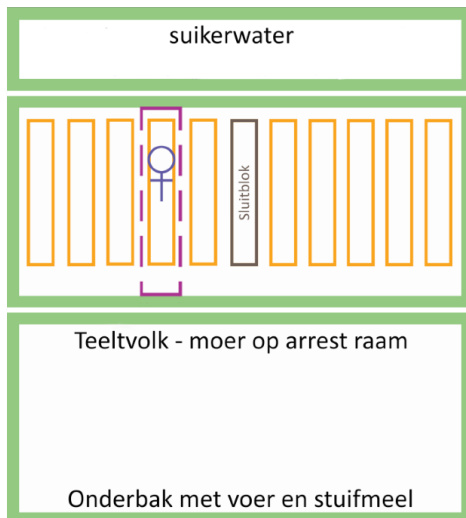 suikerwater
Sluitblok
Teeltvolk - moer op arrest raam
Onderbak met voer en stuifmeel